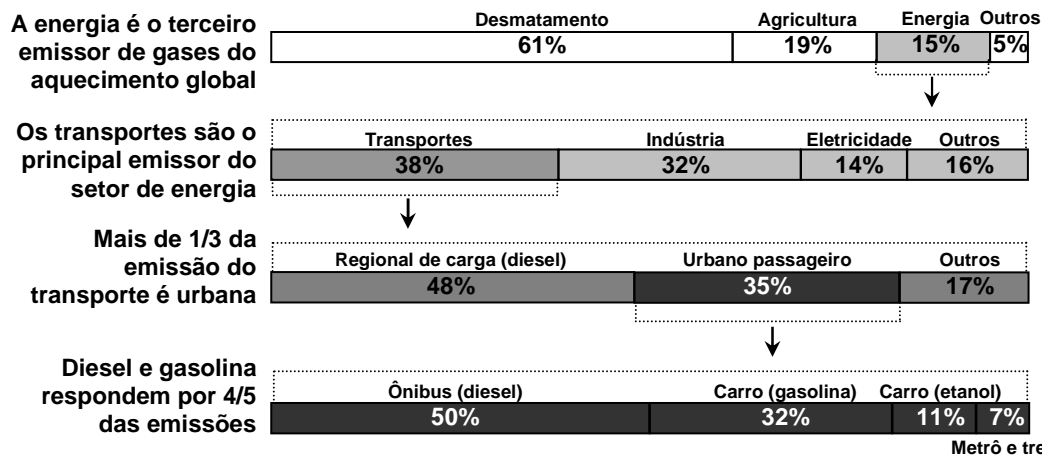 A energia é o terceiro
emissor de gases do
aquecimento global
Desmatamento Agricultura Energia Outros
61% 19% 15% 5%
Os transportes são o
principal emissor do
setor de energia
Transportes Indústria Eletricidade Outros
38% 32% 14% 16%
Mais de 1/3 da
emissão do
transporte é urbana
Regional de carga (diesel) Urbano passageiro Outros
48% 35% 17%
Diesel e gasolina
respondem por 4/5
das emissões
Ônibus (diesel) Carro (gasolina) Carro (etanol)
50% 32% 11% 7%
Metrô e tre